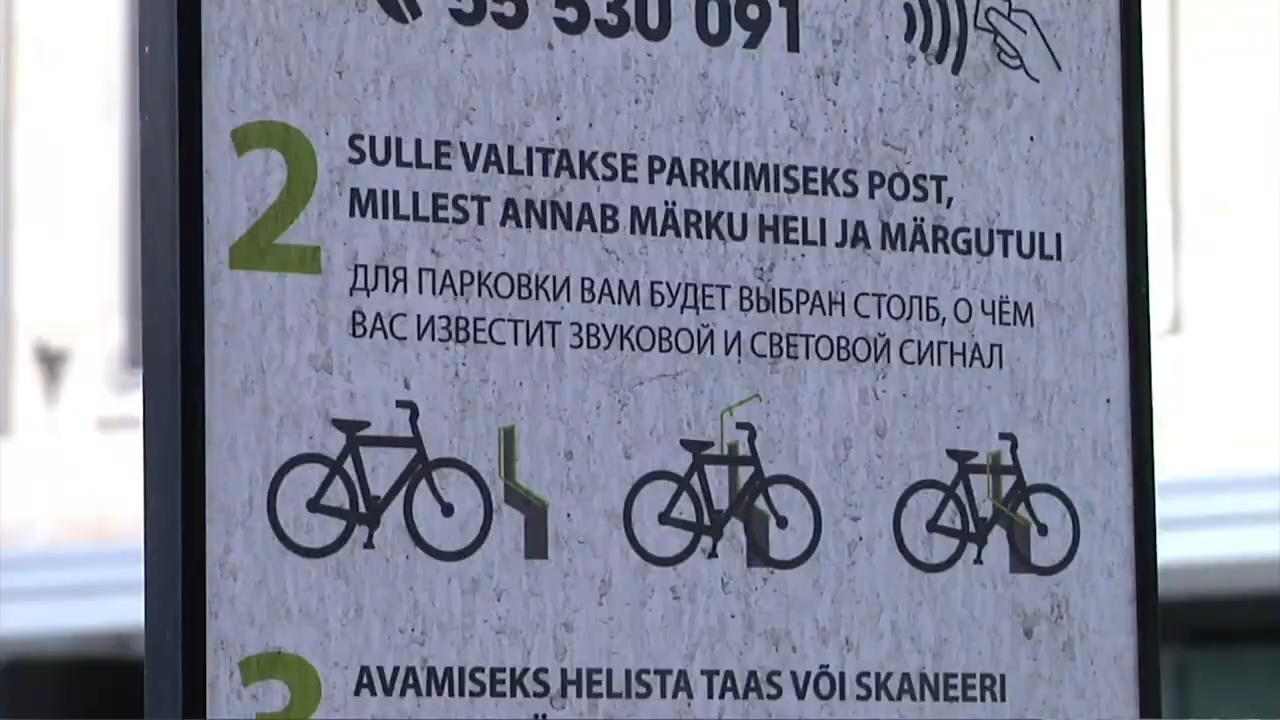 55 530 091
2
SULLE VALITAKSE PARKIMISEKS POST,
MILLEST ANNAB MÄRKU HELI JA MÄRGUTULI
ДЛЯ ПАРКОВКИ ВАМ БУДЕТ ВЫБРАН СТОЛБ, О ЧЁМ
ВАС ИЗВЕСТИТ ЗВУКОВОЙ И СВЕТОВОЙ СИГНАЛ
3
AVAMISEKS HELISTA TAAS VÕI SKANEERI